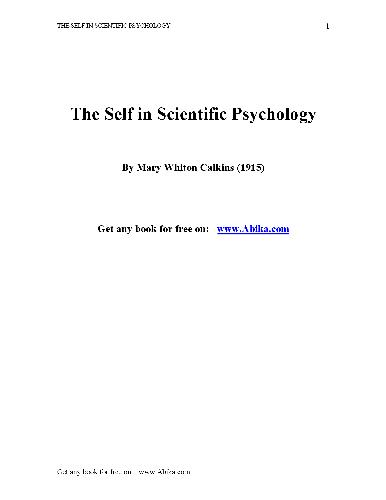 THE SELF IN SCIENTIFIC PSYCHOLOGY 1
The Self in Scientific Psychology
By Mary Whiton Calkins (1915)
Get any book for free on: www.Abika.com
Get any book for free on: www.Abika.com